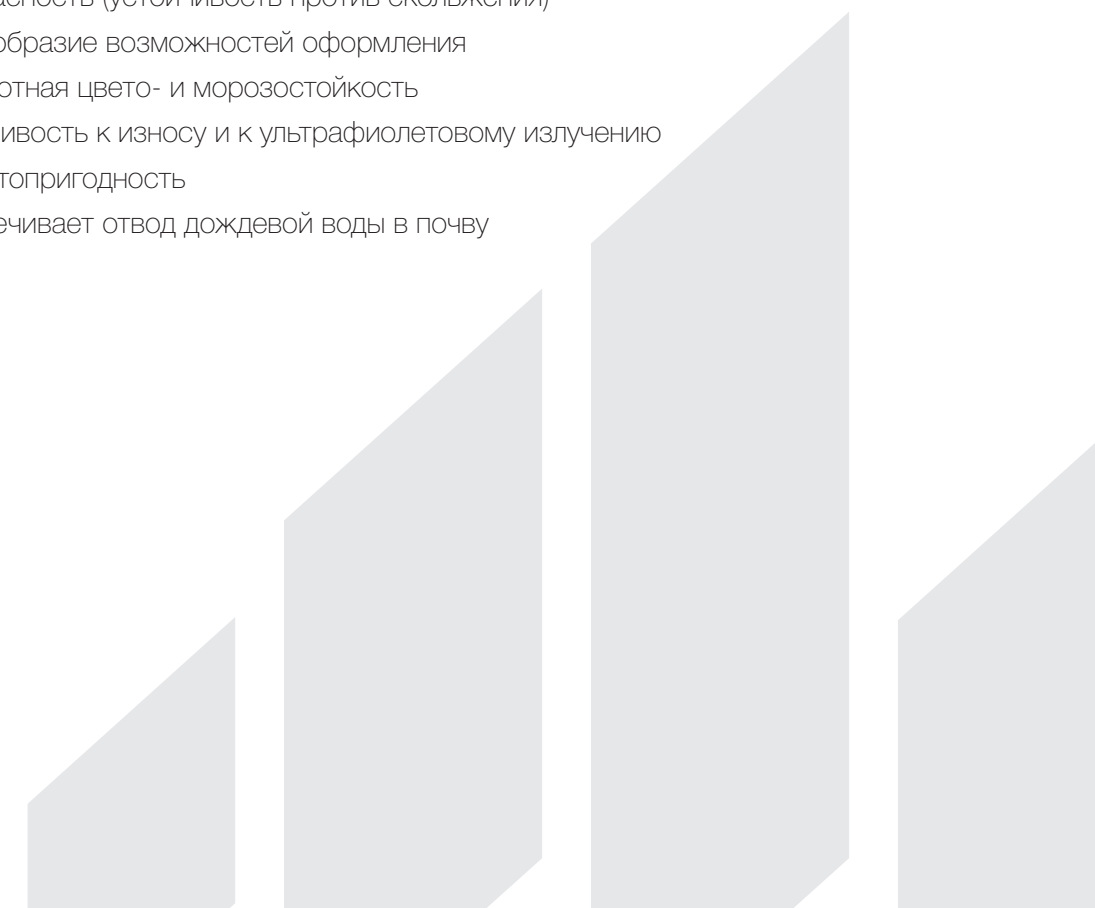 асность (устойчивость против скольжения)
образие возможностей оформления
отная цвето- и морозостойкость
ивость к износу и к ультрафиолетовому излучению
топригодность
ечивает отвод дождевой воды в почву